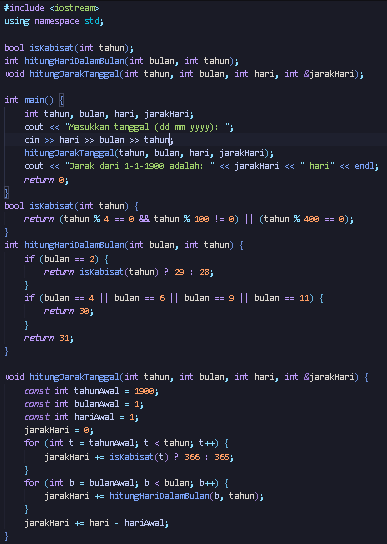 #include <iostream>
using namespace std;

bool isKabisat(int tahun);
int hitungHariDalamBulan(int bulan, int tahun);
void hitungJarakTanggal(int tahun, int bulan, int hari, int &jarakHari);

int main() {
    int tahun, bulan, hari, jarakHari;
    cout << "Masukkan tanggal (dd mm yyyy): ";
    cin >> hari >> bulan >> tahun;
    hitungJarakTanggal(tahun, bulan, hari, jarakHari);
    cout << "Jarak dari 1-1-1900 adalah: " << jarakHari << " hari" << endl;
    return 0;
}
bool isKabisat(int tahun) {
    return (tahun % 4 == 0 && tahun % 100 != 0) || (tahun % 400 == 0);
}
int hitungHariDalamBulan(int bulan, int tahun) {
    if (bulan == 2) {
        return isKabisat(tahun) ? 29 : 28;
    }
    if (bulan == 4 || bulan == 6 || bulan == 9 || bulan == 11) {
        return 30;
    }
    return 31;
}

void hitungJarakTanggal(int tahun, int bulan, int hari, int &jarakHari) {
    const int tahunAwal = 1900;
    const int bulanAwal = 1;
    const int hariAwal = 1;
    jarakHari = 0;
    for (int t = tahunAwal; t < tahun; t++) {
        jarakHari += isKabisat(t) ? 366 : 365;
    }
    for (int b = bulanAwal; b < bulan; b++) {
        jarakHari += hitungHariDalamBulan(b, tahun);
    }
    jarakHari += hari - hariAwal;
}